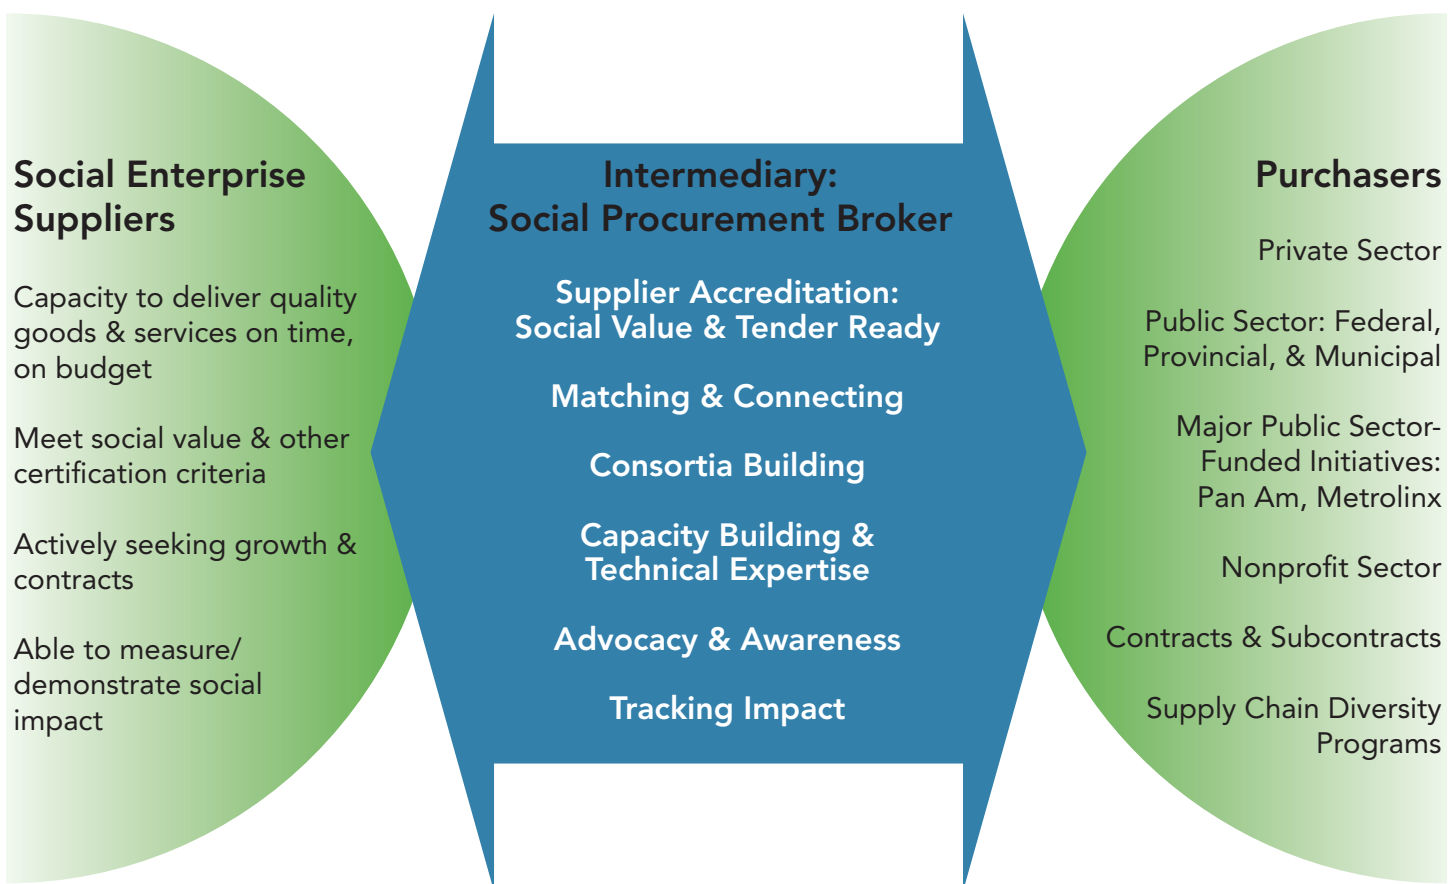 Social Enterprise
Suppliers
Capacity to deliver quality
goods & services on time,
on budget
Meet social value & other
certification criteria
Actively seeking growth &
contracts
Able to measure/
demonstrate social
impact
Intermediary:
Social Procurement Broker
Supplier Accreditation:
Social Value & Tender Ready
Matching & Connecting
Consortia Building
Capacity Building &
Technical Expertise
Advocacy & Awareness
Tracking Impact
Purchasers
Private Sector
Public Sector: Federal,
Provincial, & Municipal
Major Public Sector-
Funded Initiatives:
Pan Am, Metrolinx
Nonprofit Sector
Contracts & Subcontracts
Supply Chain Diversity
Programs